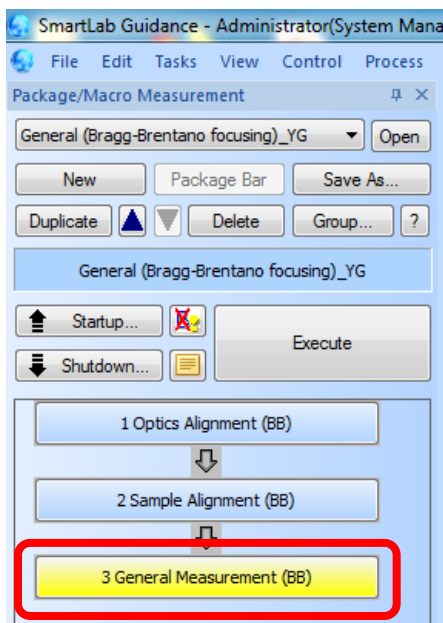 SmartLab Guidance - Administrator(System Mana
File Edit Tasks View Control Process
Package/Macro Measurement
General (Bragg-Brentano focusing)_YG Open
New Package Bar Save As...
Duplicate Delete Group... ?
General (Bragg-Brentano focusing)_YG
Startup...
Execute
Shutdown...
1 Optics Alignment (BB)
2 Sample Alignment (BB)
3 General Measurement (BB)